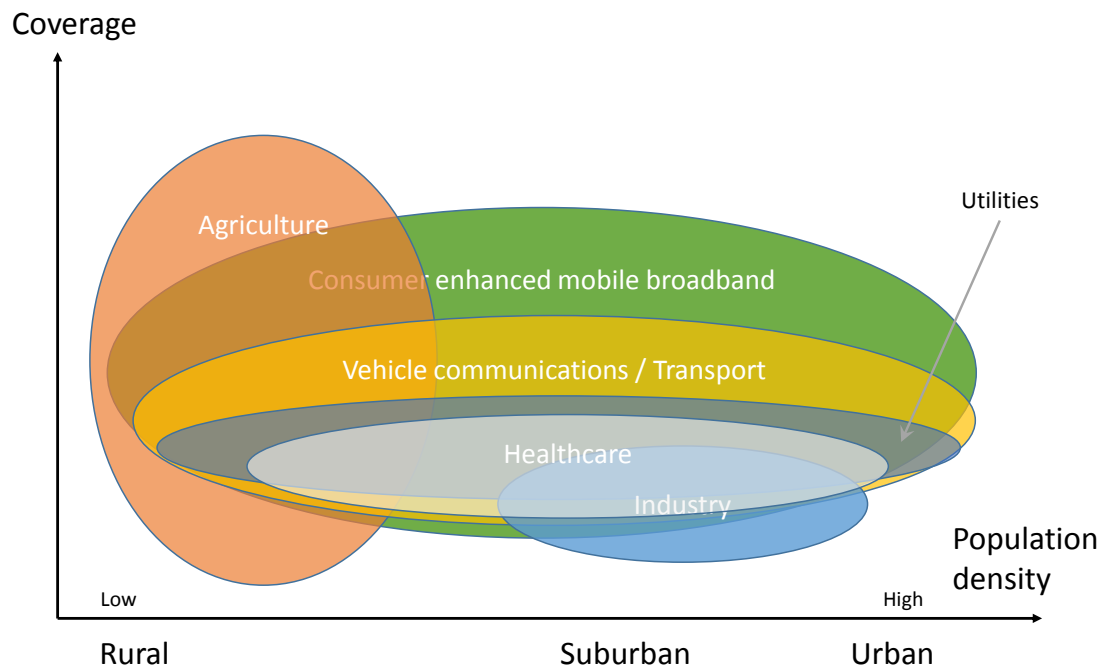 Coverage
Utilities
Agriculture
Consumer enhanced mobile broadband
Vehicle communications / Transport
Healthcare
Industry
Population
density
Low
High
Rural
Suburban
Urban